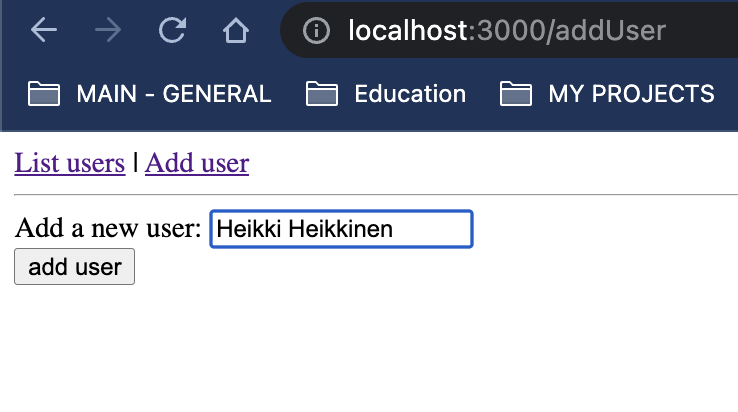 localhost:3000/addUser
MAIN - GENERAL Education MY PROJECTS
List users | Add user
Add a new user: Heikki Heikkinen
add user